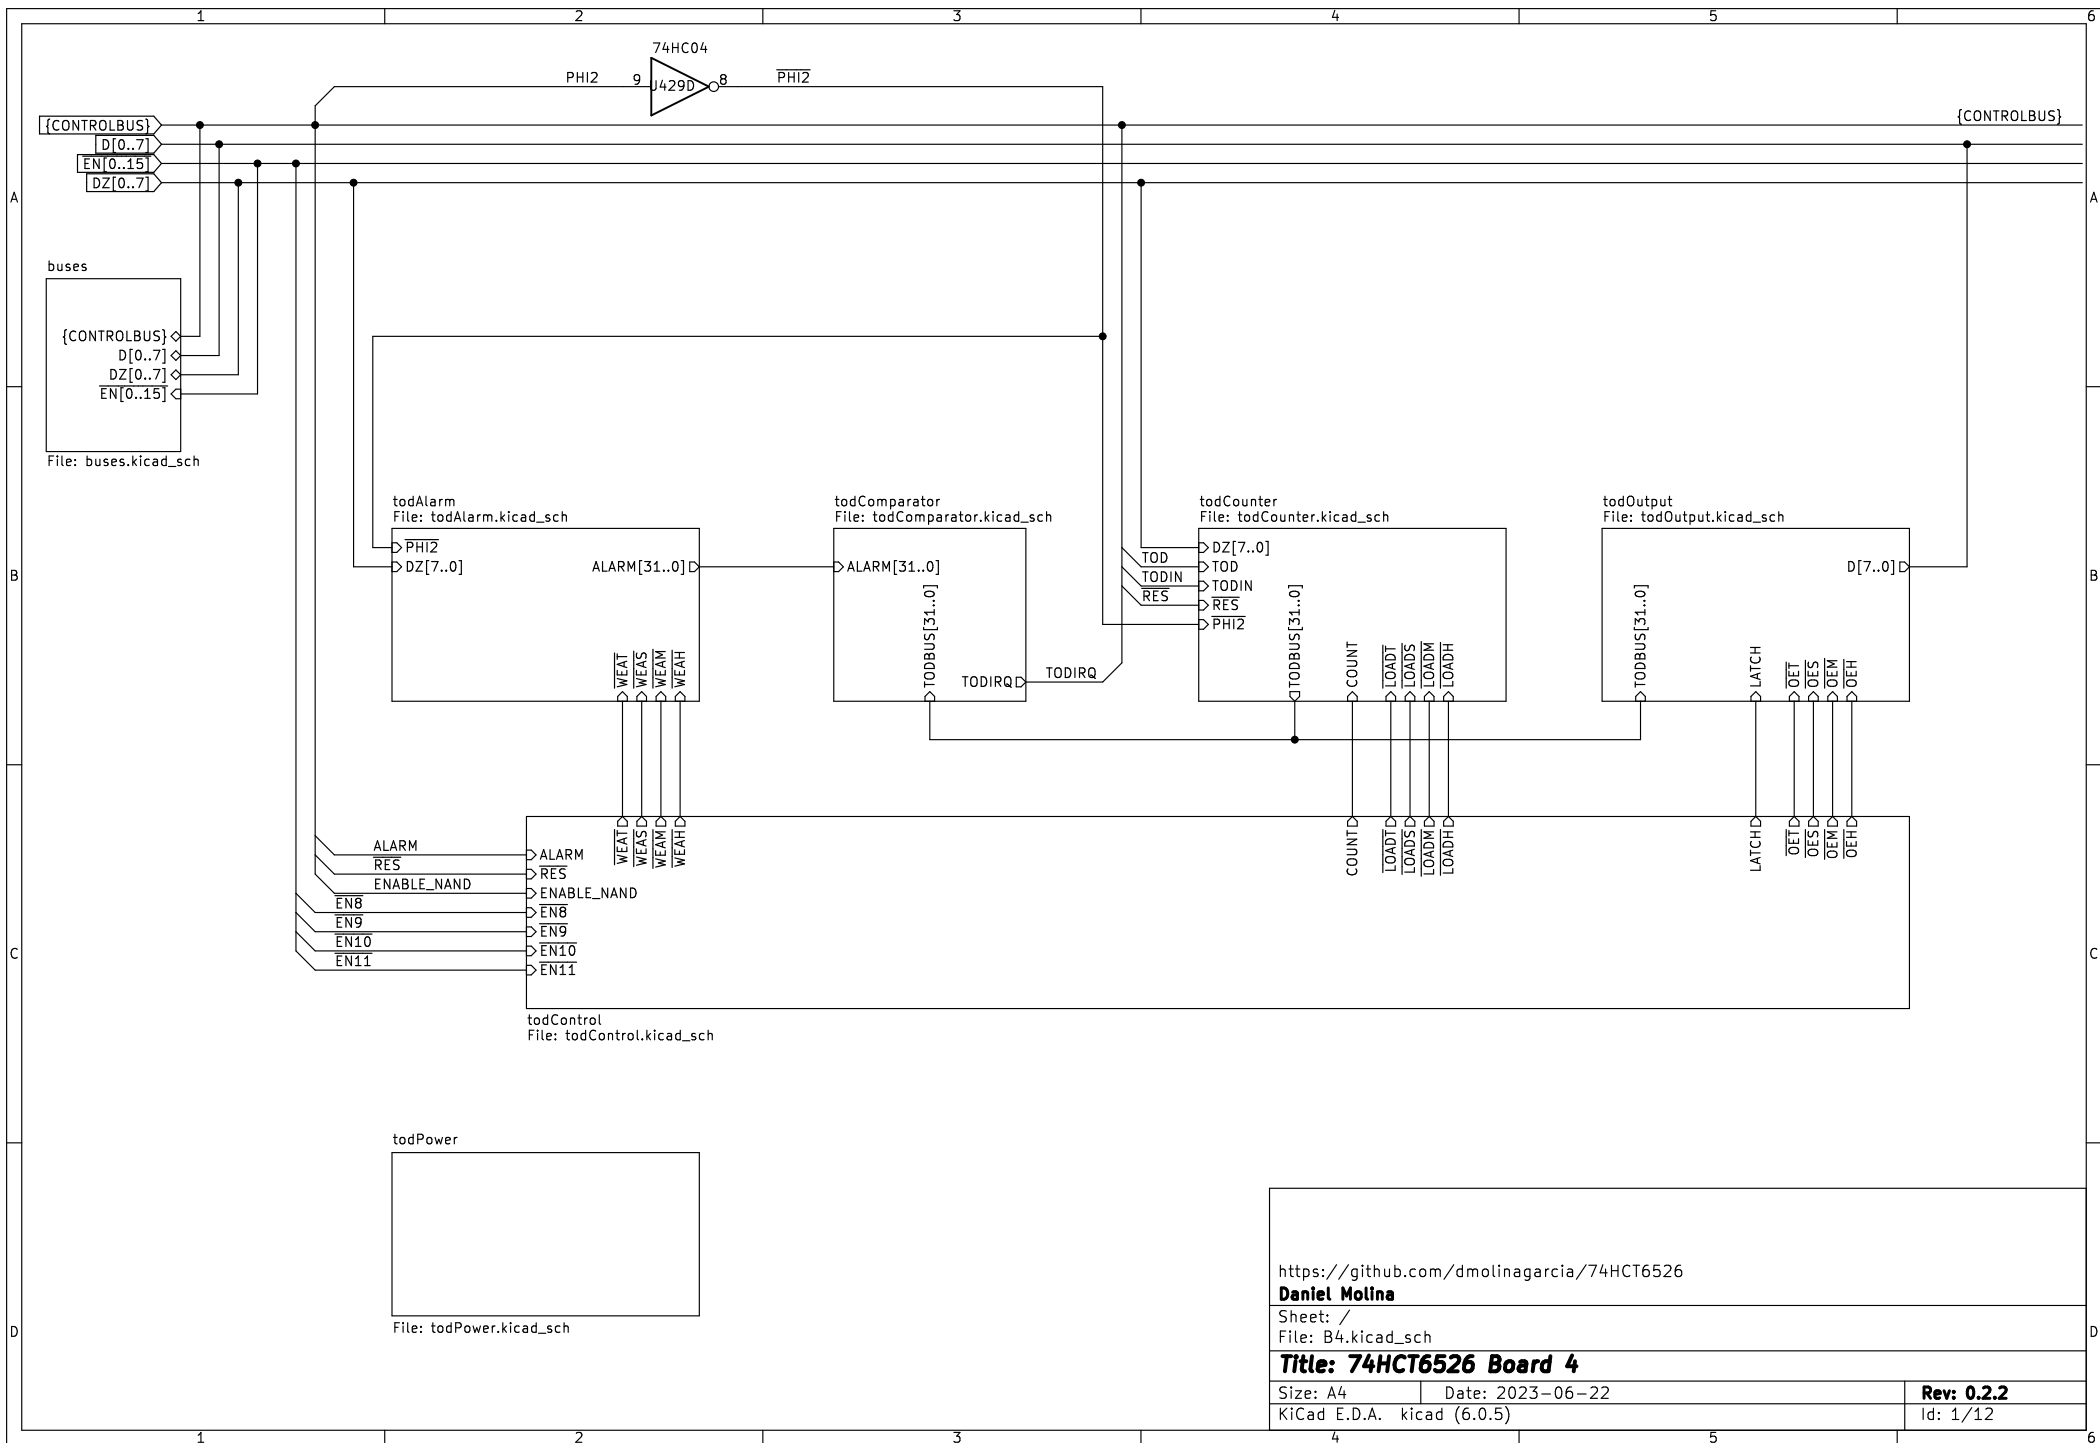 1 2 3 4 5 6
74HC04
PHI2 9 U429D 8 PHI2
{CONTROLBUS} {CONTROLBUS}
D[0..7]
EN[0..15]
DZ[0..7]
A A
buses
{CONTROLBUS}
D[0..7]
DZ[0..7]
EN[0..15]
File: buses.kicad_sch
todAlarm
File: todAlarm.kicad_sch
PHI2
DZ[7..0]
ALARM[31..0]
WEAT
WEAS
WEAM
WEAH
todComparator
File: todComparator.kicad_sch
ALARM[31..0]
TODBUS[31..0]
TODIRQ
TODIRQ
todCounter
File: todCounter.kicad_sch
DZ[7..0]
TOD TOD
TODIN TODIN
RES RES
PHI2
TODBUS[31..0]
COUNT
LOADT
LOADS
LOADM
LOADH
todOutput
File: todOutput.kicad_sch
D[7..0]
TODBUS[31..0]
LATCH
OET
OES
OEM
OEH
B B
ALARM ALARM
RES RES
ENABLE_NAND ENABLE_NAND
EN8 EN8
EN9 EN9
EN10 EN10
EN11 EN11
WEAT
WEAS
WEAM
WEAH
COUNT
LOADT
LOADS
LOADM
LOADH
LATCH
OET
OES
OEM
OEH
C C
todControl
File: todControl.kicad_sch
todPower
File: todPower.kicad_sch
D D
https://github.com/dmolinagarcia/74HCT6526
Daniel Molina
Sheet: /
File: B4.kicad_sch
Title: 74HCT6526 Board 4
Size: A4 Date: 2023-06-22 Rev: 0.2.2
KiCad E.D.A. kicad (6.0.5) Id: 1/12
1 2 3 4 5 6